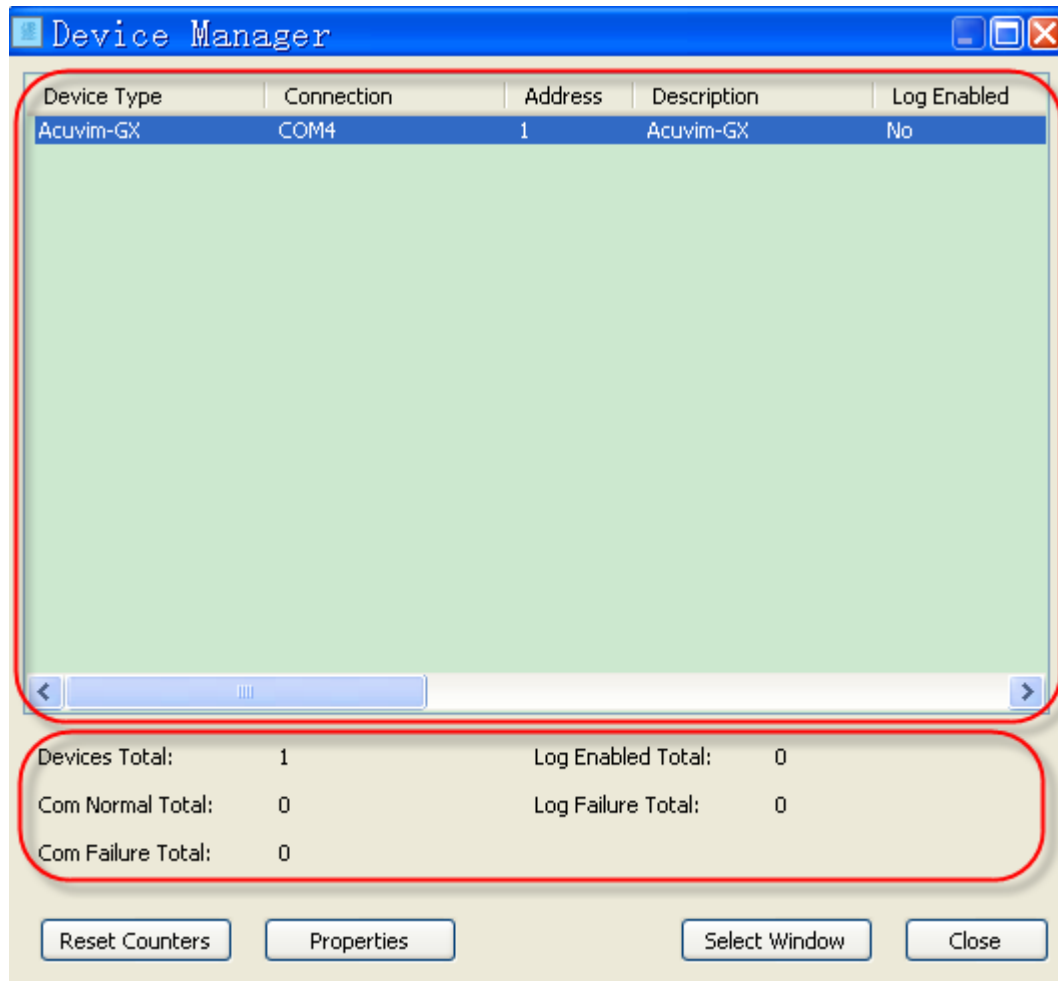 Device Manager
Device Type Connection Address Description Log Enabled
Acuvim-GX COM4 1 Acuvim-GX No
Devices Total: 1 Log Enabled Total: 0
Com Normal Total: 0 Log Failure Total: 0
Com Failure Total: 0
Reset Counters Properties Select Window Close